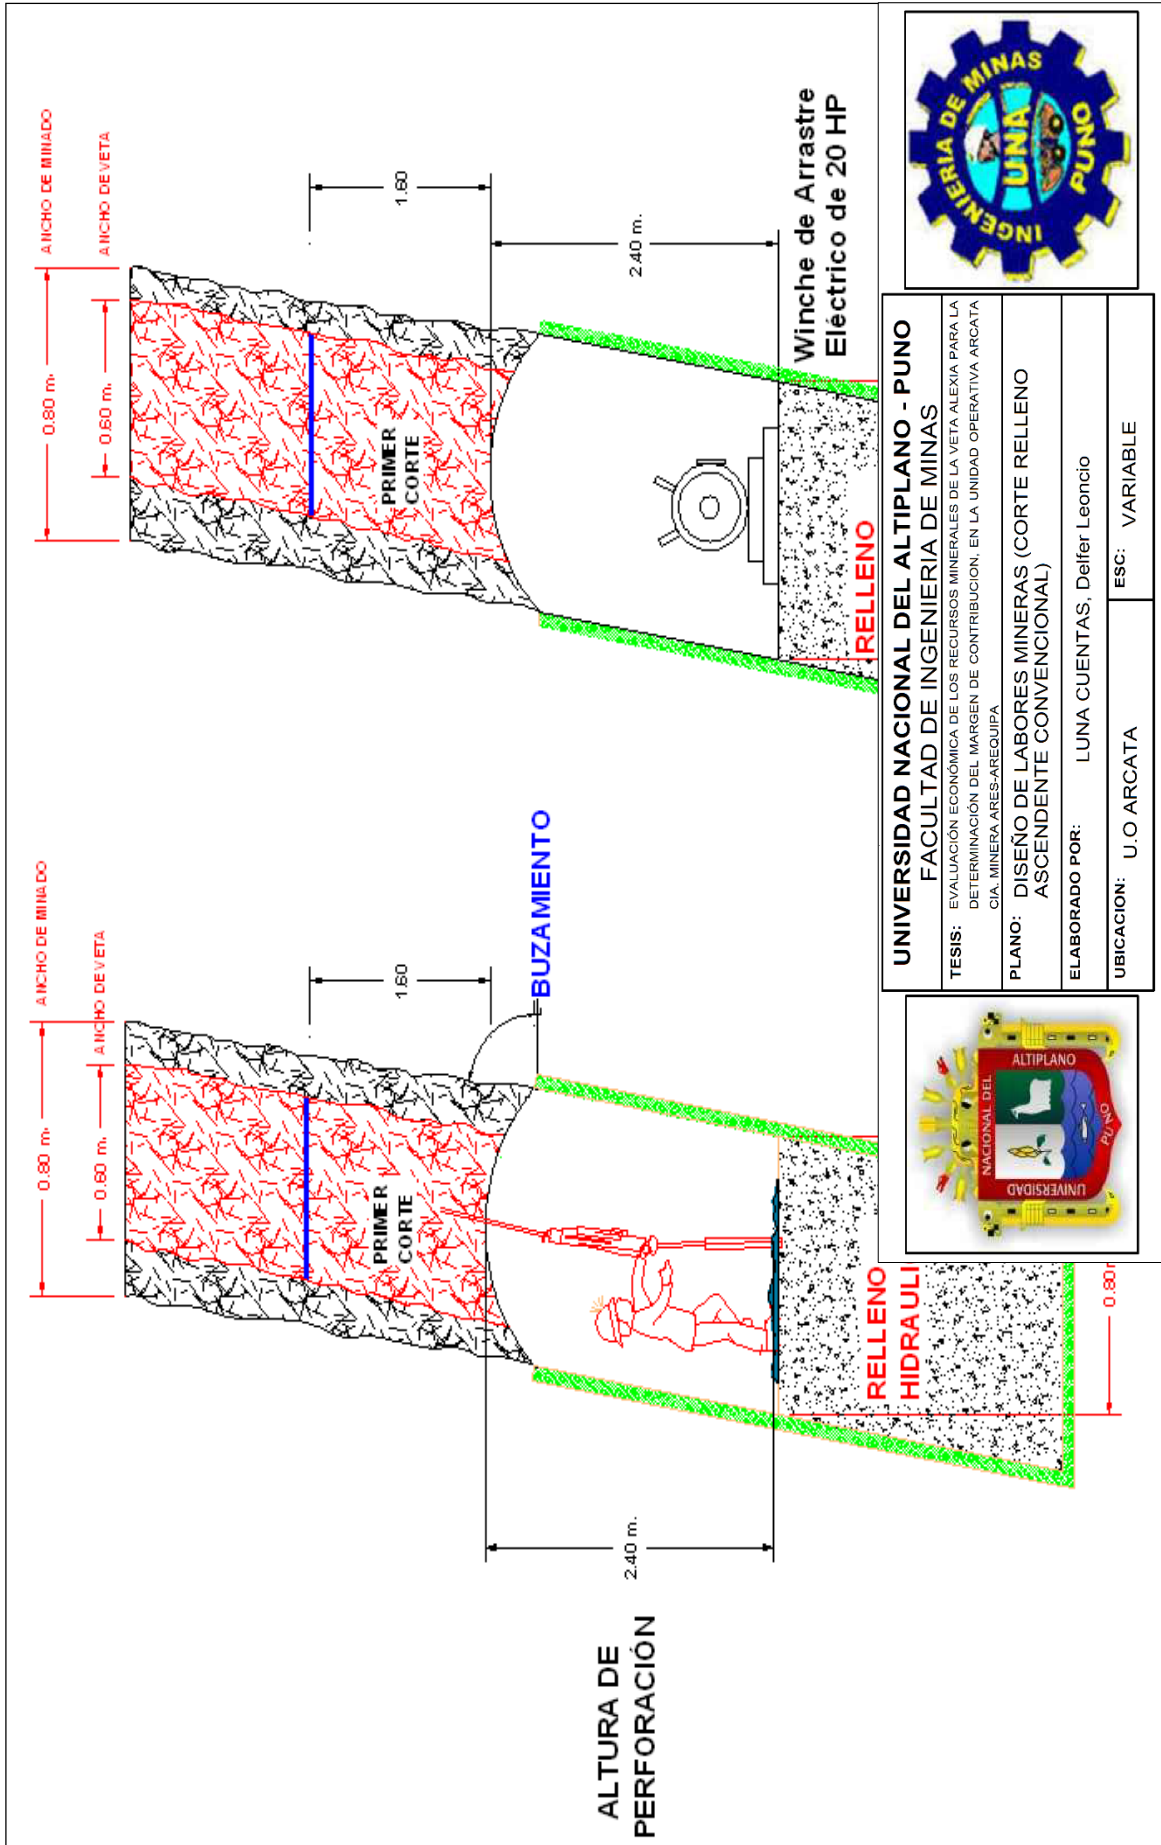 ANCHO DE MINADO
0.80 m.
ANCHO DE VETA
0.60 m.
1.60
PRIMER
CORTE
BUZAMIENTO
2.40 m.
ALTURA DE
PERFORACIÓN
RELLENO
HIDRAULI
0.80
ANCHO DE MINADO
0.80 m.
ANCHO DE VETA
0.60 m.
1.60
PRIMER
CORTE
2.40 m.
Winche de Arrastre
Eléctrico de 20 HP
RELLENO
UNIVERSIDAD NACIONAL DEL ALTIPLANO
PUNO
UNIVERSIDAD NACIONAL DEL ALTIPLANO - PUNO
FACULTAD DE INGENIERIA DE MINAS
TESIS: EVALUACIÓN ECONÓMICA DE LOS RECURSOS MINERALES DE LA VETA ALEXIA PARA LA
DETERMINACIÓN DEL MARGEN DE CONTRIBUCION, EN LA UNIDAD OPERATIVA ARCATA
CIA. MINERA ARES-AREQUIPA
PLANO: DISEÑO DE LABORES MINERAS (CORTE RELLENO
ASCENDENTE CONVENCIONAL)
ELABORADO POR: LUNA CUENTAS, Delfer Leoncio
UBICACION: U.O ARCATA ESC: VARIABLE
INGENIERIA DE MINAS
UNA
PUNO